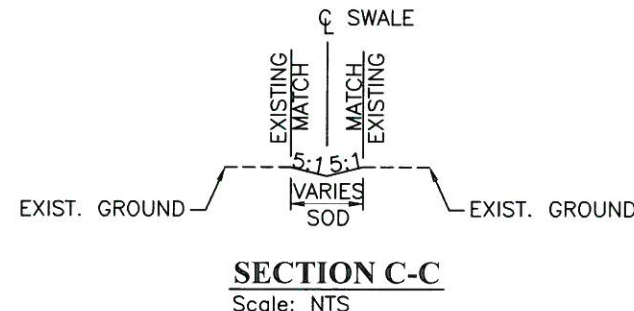 ℄ SWALE
EXISTING
MATCH
MATCH
EXISTING
5:1 5:1
VARIES
SOD
EXIST. GROUND
EXIST. GROUND
SECTION C-C
Scale: NTS